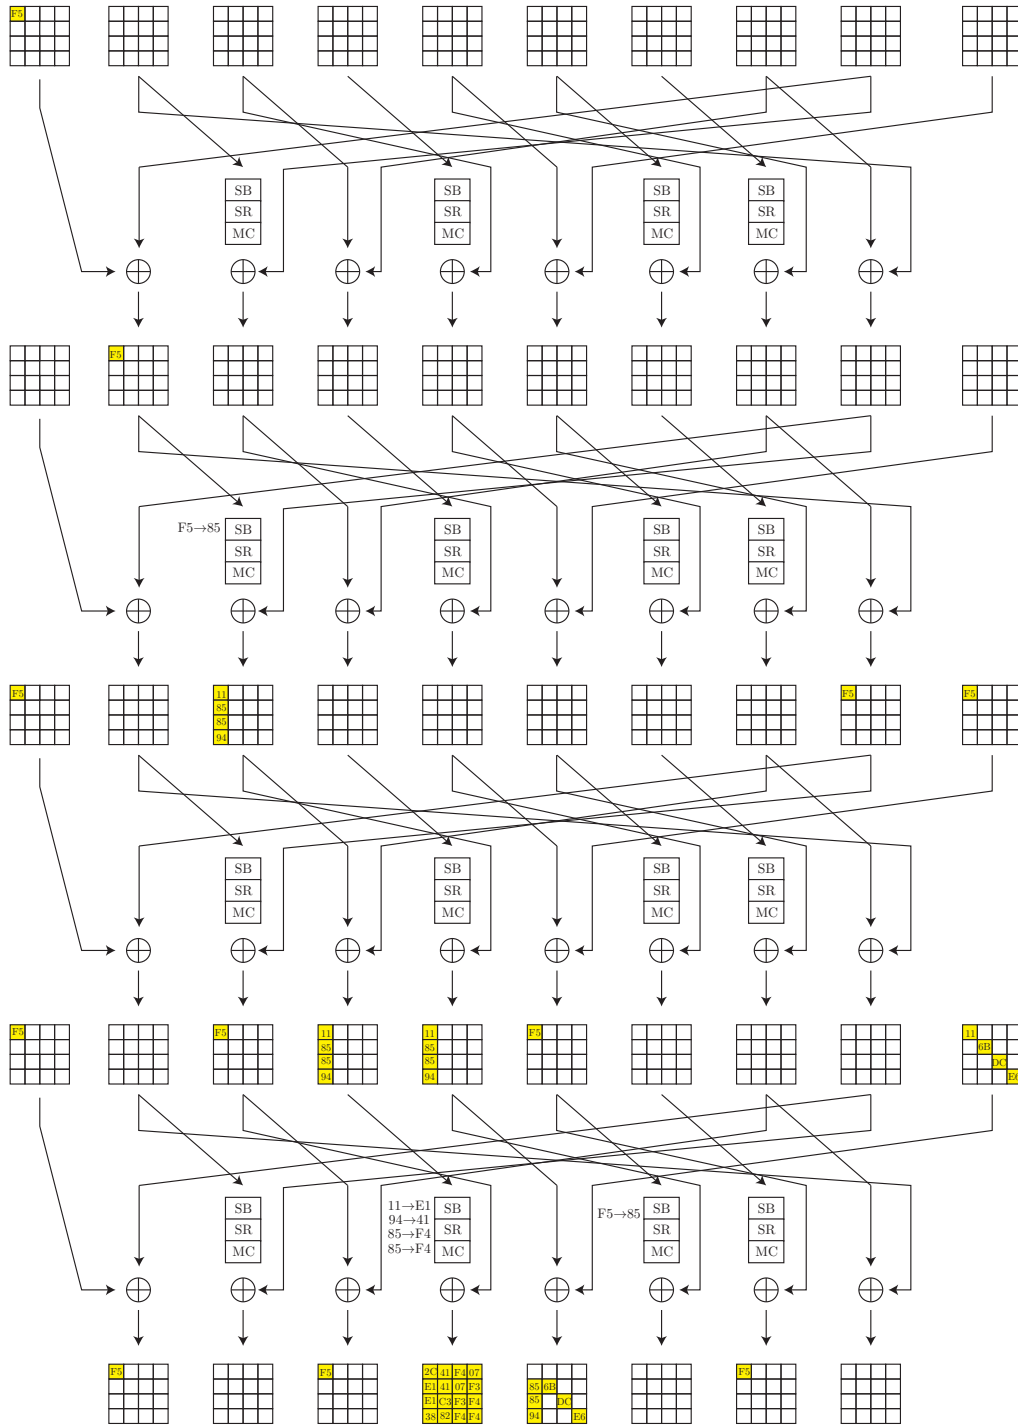 F5
SB SB SB SB
SR SR SR SR
MC MC MC MC
F5
F5→85 SB SB SB SB
SR SR SR SR
MC MC MC MC
F5 11 F5 F5
85
85
94
SB SB SB SB
SR SR SR SR
MC MC MC MC
F5 F5 11 11 F5 11
85 85 6B
85 85 DC
94 94 E6
11→E1
94→41
85→F4
85→F4
F5→85
SB SB SB SB
SR SR SR SR
MC MC MC MC
F5 F5 2C 41 F4 07 F5
E1 41 07 F3 85 6B
E1 C3 F3 F4 85 DC
38 82 F4 F4 94 E6